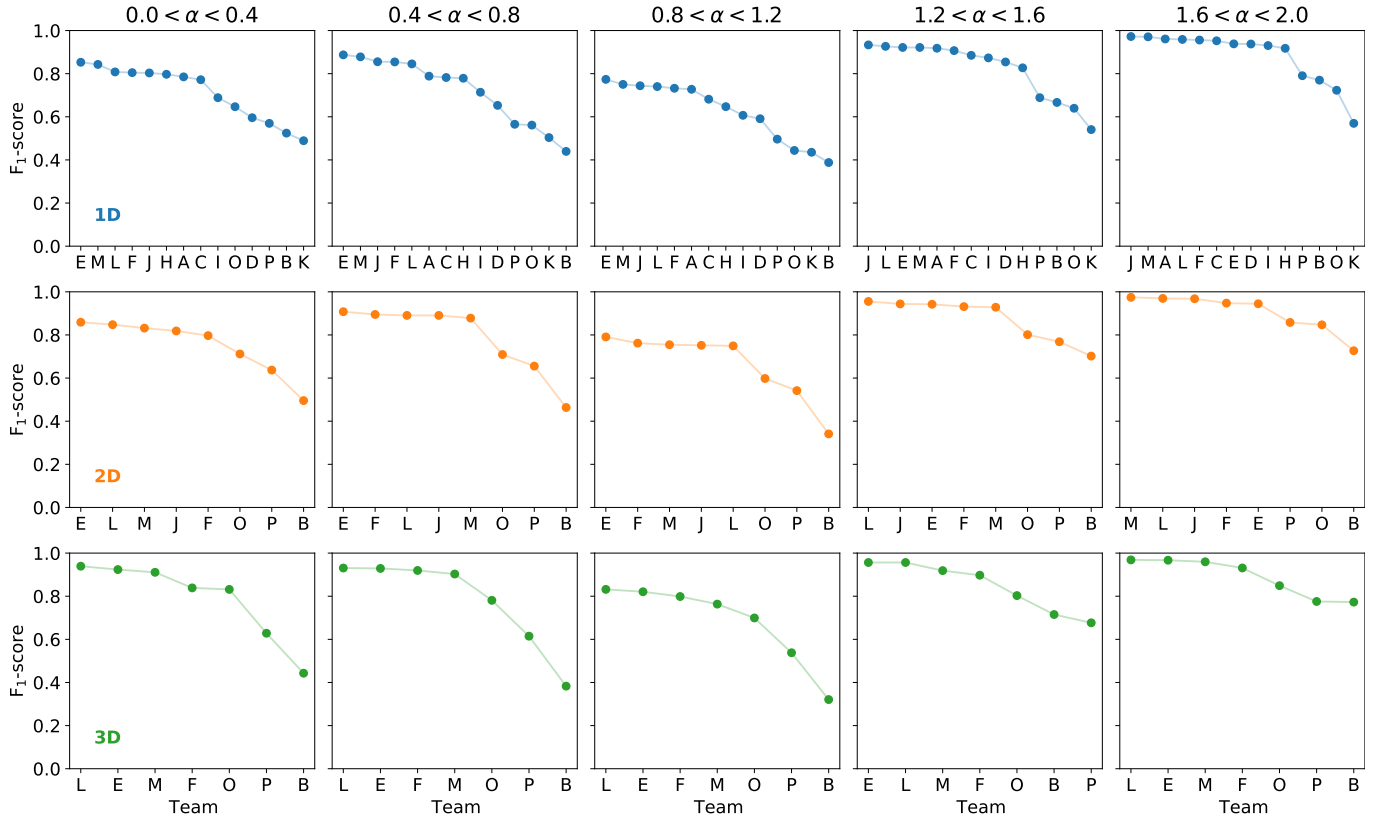 0.0 < α < 0.4 0.4 < α < 0.8 0.8 < α < 1.2 1.2 < α < 1.6 1.6 < α < 2.0
1.0
0.8
0.6
0.4
0.2
0.0
F₁-score
1D
E M L F J H A C I O D P B K
E M J F L A C H I D P O K B
E M J L F A C H I D P O K B
J L E M A F C I D H P B O K
J M A L F C E D I H P B O K
1.0
0.8
0.6
0.4
0.2
0.0
F₁-score
2D
E L M J F O P B
E F L J M O P B
E F M J L O P B
L J E F M O P B
M L J F E P O B
1.0
0.8
0.6
0.4
0.2
0.0
F₁-score
3D
L E M F O P B
L E F M O P B
L E F M O P B
E L M F O B P
L E M F O P B
Team Team Team Team Team